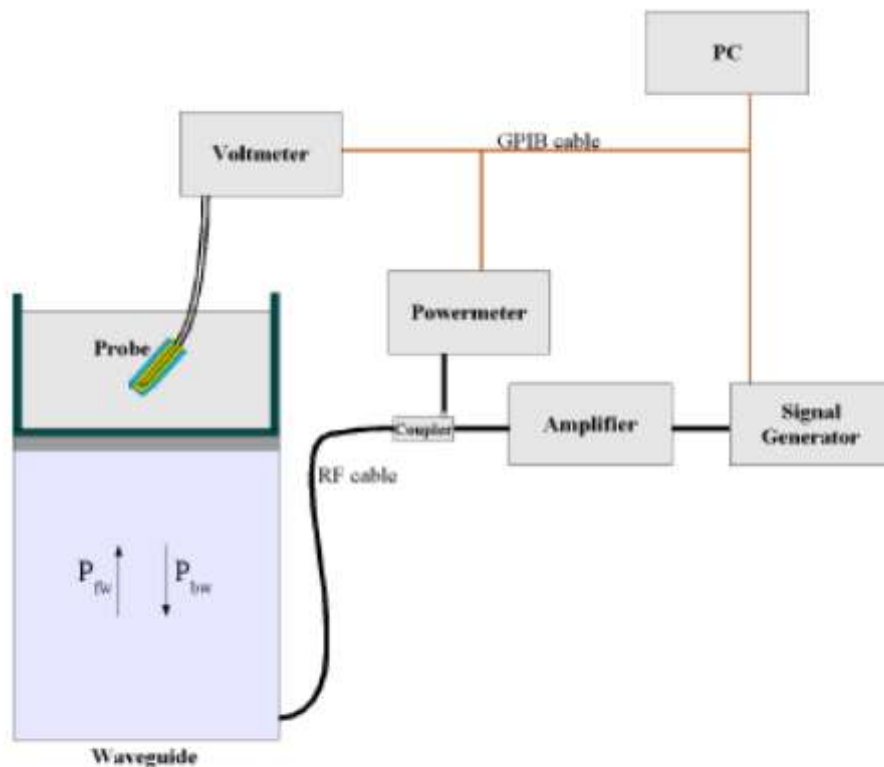 PC
Voltmeter
GPIB cable
Powermeter
Probe
Coupler
Amplifier
Signal
Generator
RF cable
P fw
P bw
Waveguide